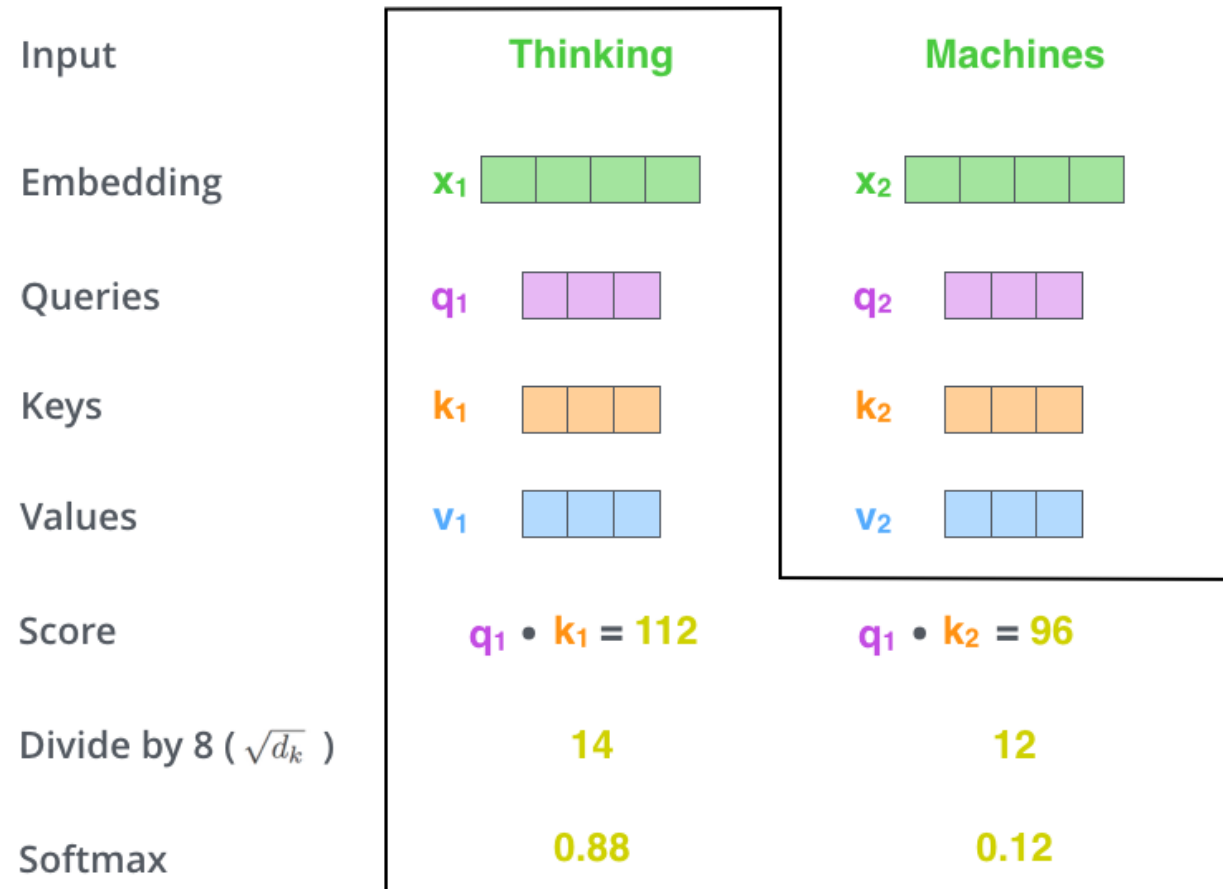 Input Thinking Machines
Embedding x1 x2
Queries q1 q2
Keys k1 k2
Values v1 v2
Score q1 • k1 = 112 q1 • k2 = 96
Divide by 8 ( √dk ) 14 12
Softmax 0.88 0.12